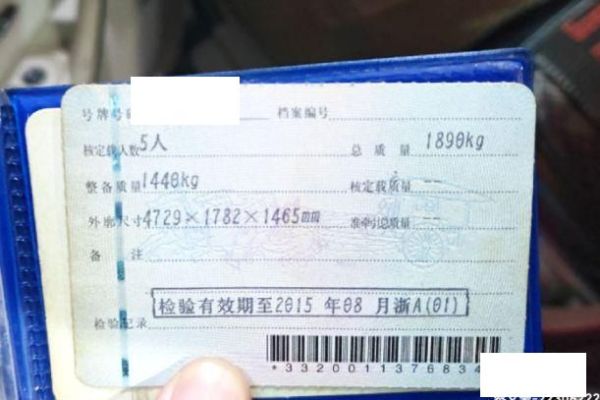 号牌号码 档案编号
核定载人数 5人 总质量 1890kg
整备质量 1440kg 核定载质量 --
外廓尺寸 4729×1782×1465mm 准牵引总质量 --
备注
检验有效期至2015 年08 月浙A(01)
检验记录
*3320011376834